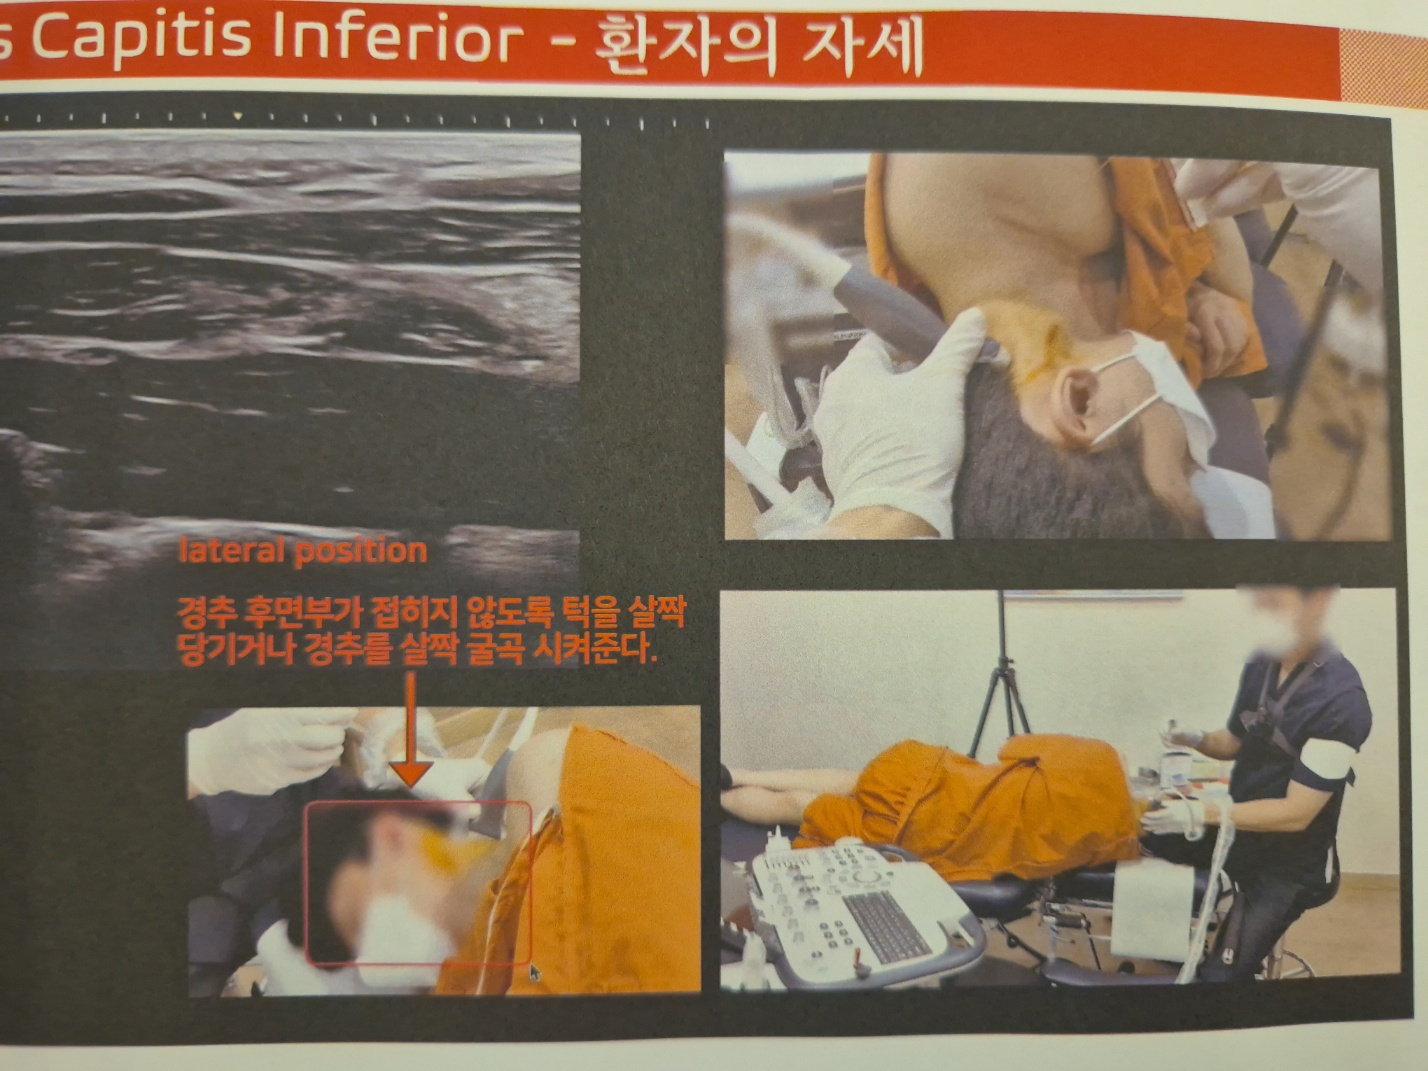 s Capitis Inferior - 환자의 자세
lateral position
경추 후면부가 접히지 않도록 턱을 살짝
당기거나 경추를 살짝 굴곡 시켜준다.